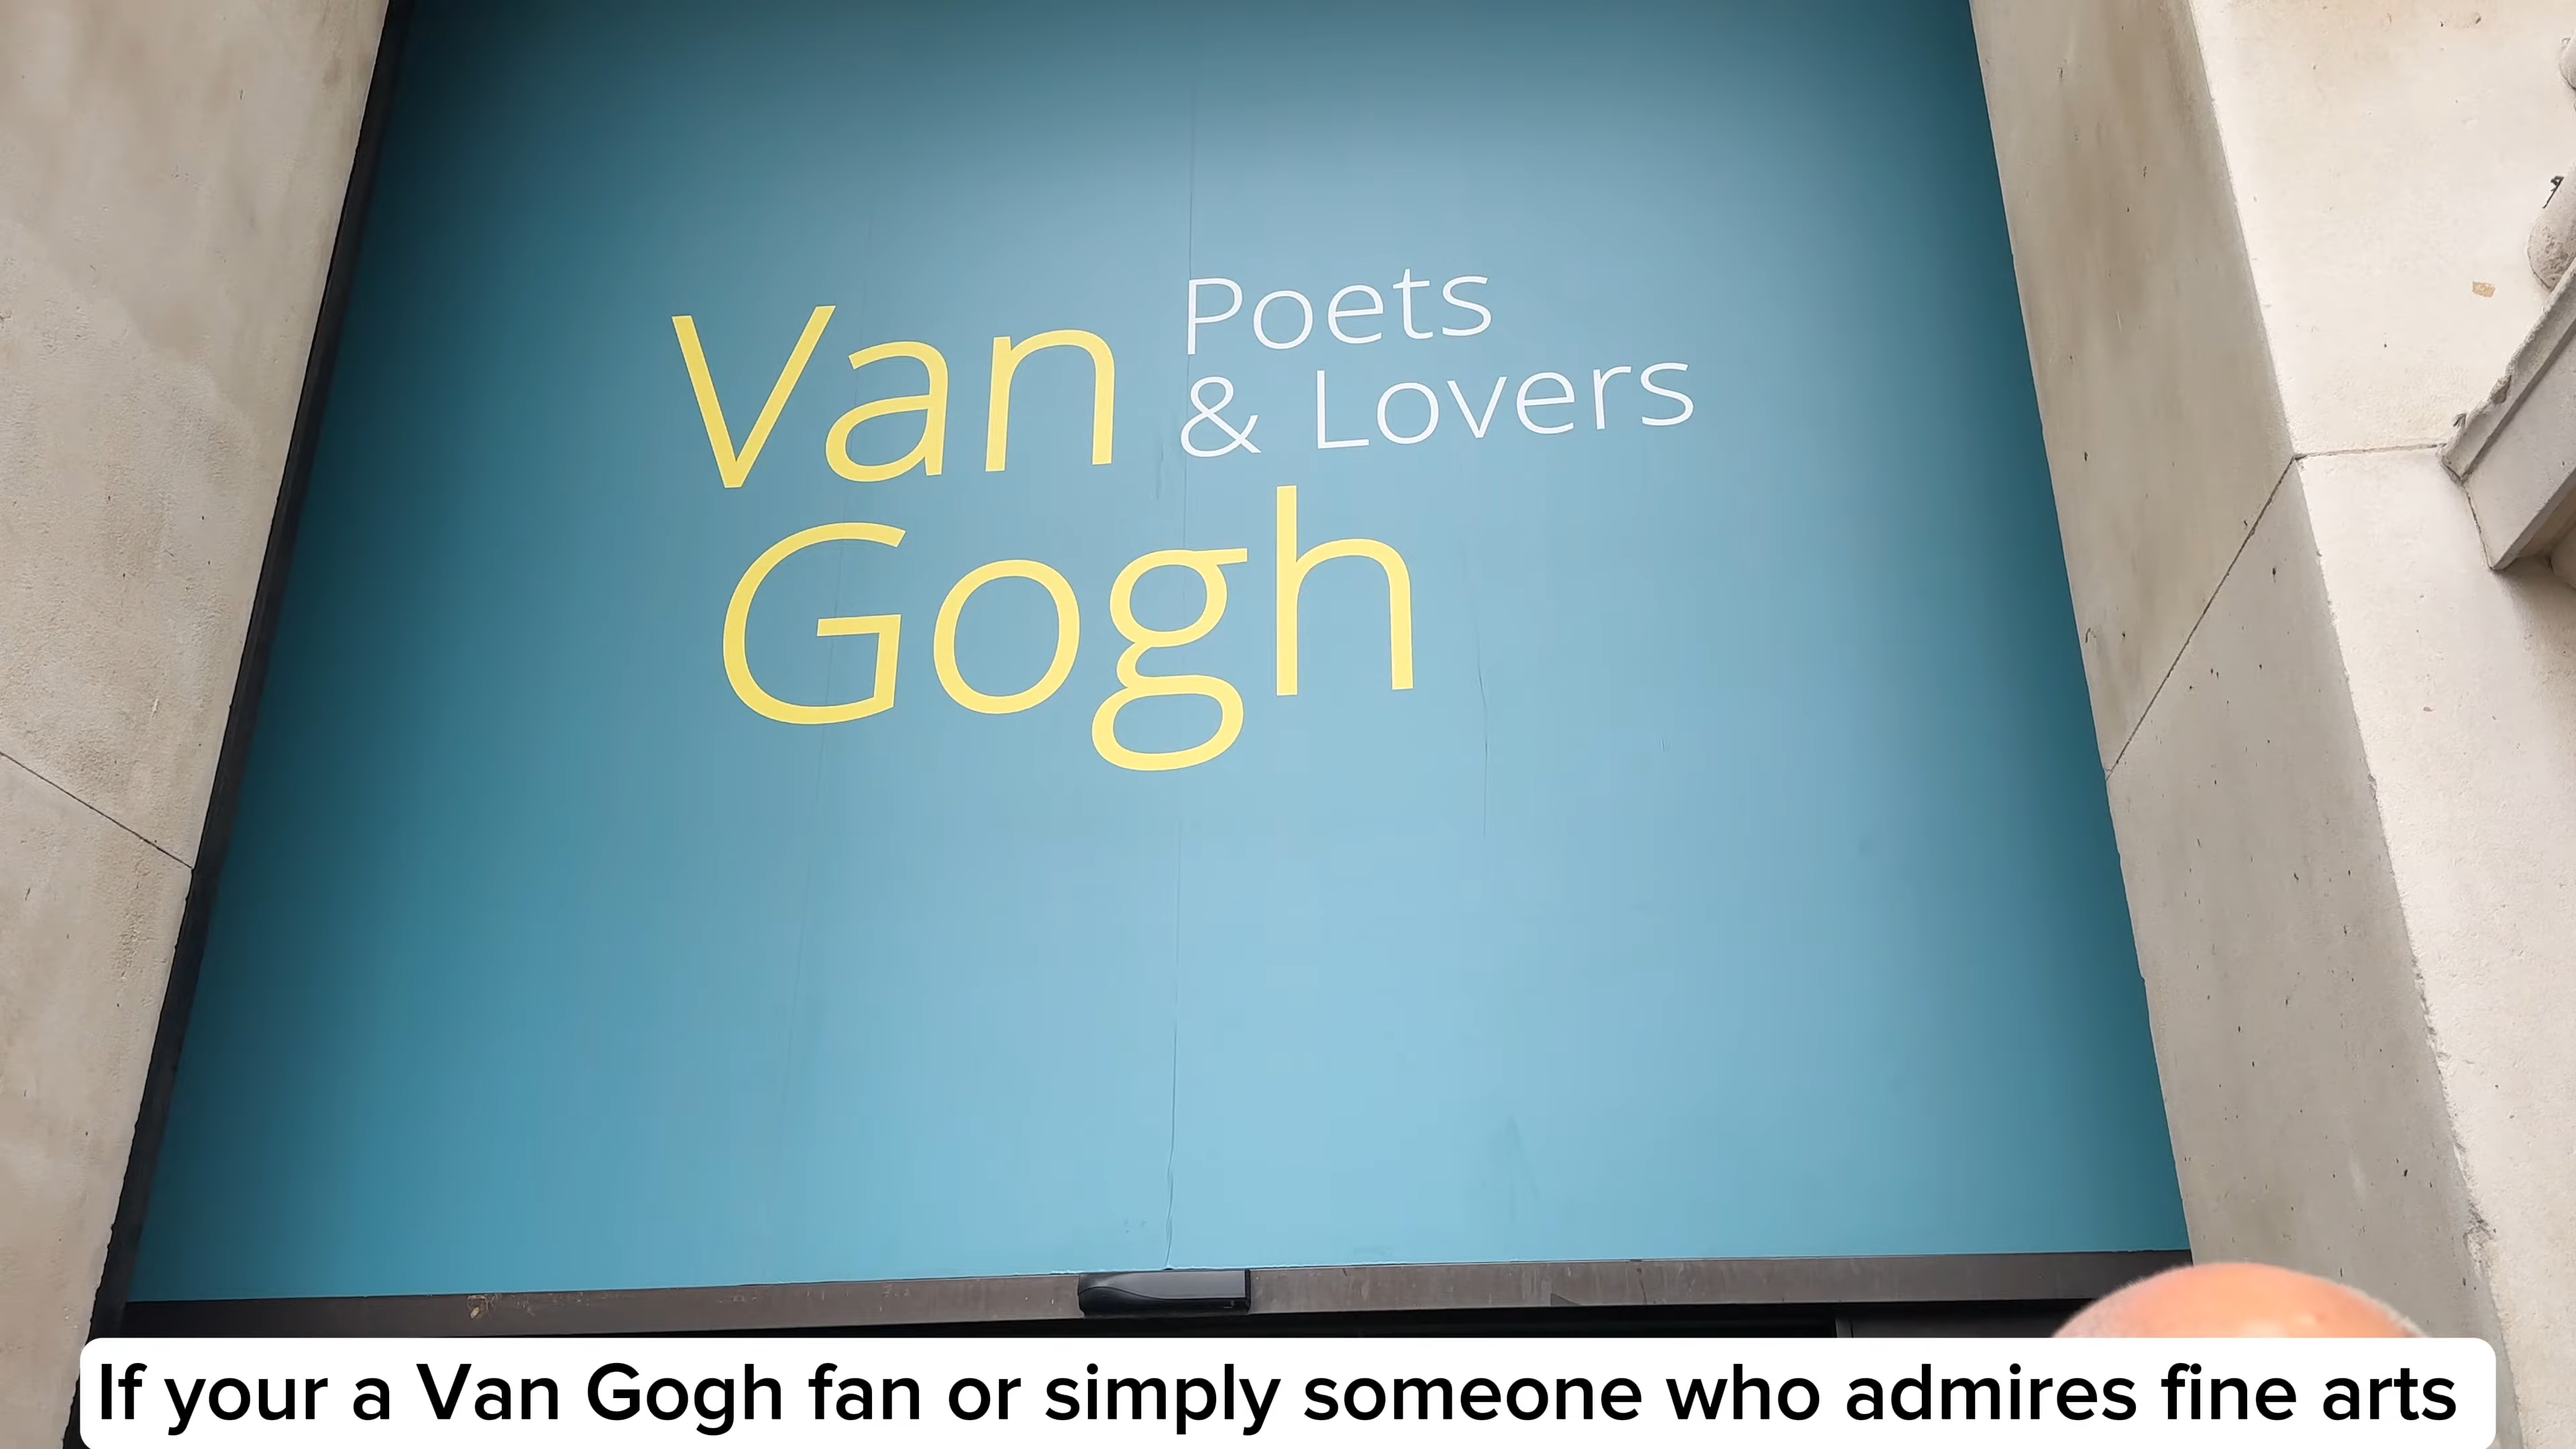 Van
Poets
& Lovers
Gogh
If your a Van Gogh fan or simply someone who admires fine arts